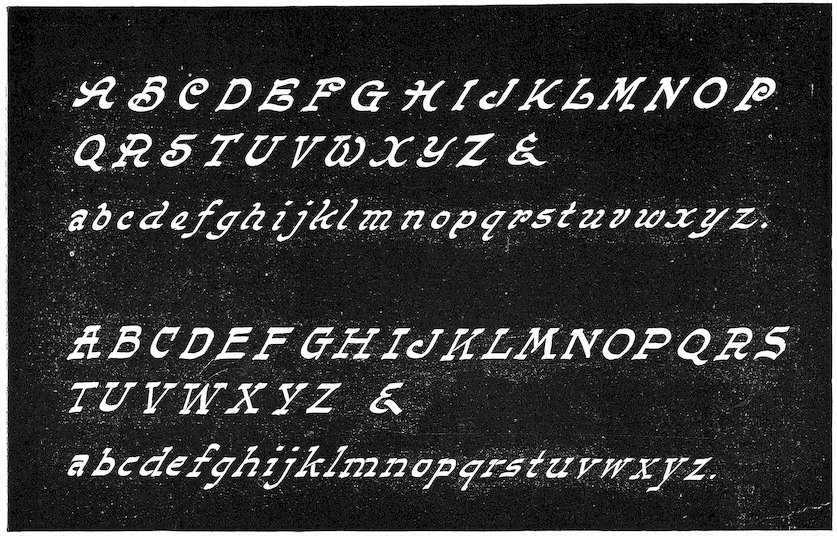 ABCDEFGHIJKLMNOP
QRSTUVWXYZ &
abcdefghijklmnopqrstuvwxyz.
ABCDEFGHIJKLMNOPQRS
TUVWXYZ &
abcdefghijklmnopqrstuvwxyz.